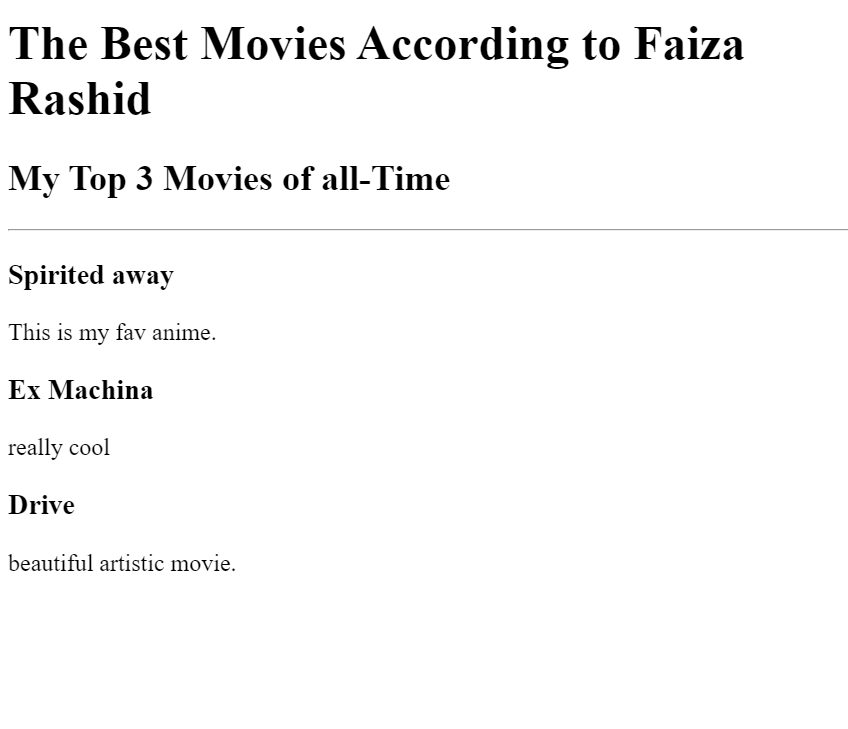 The Best Movies According to Faiza
Rashid
My Top 3 Movies of all-Time
Spirited away
This is my fav anime.
Ex Machina
really cool
Drive
beautiful artistic movie.